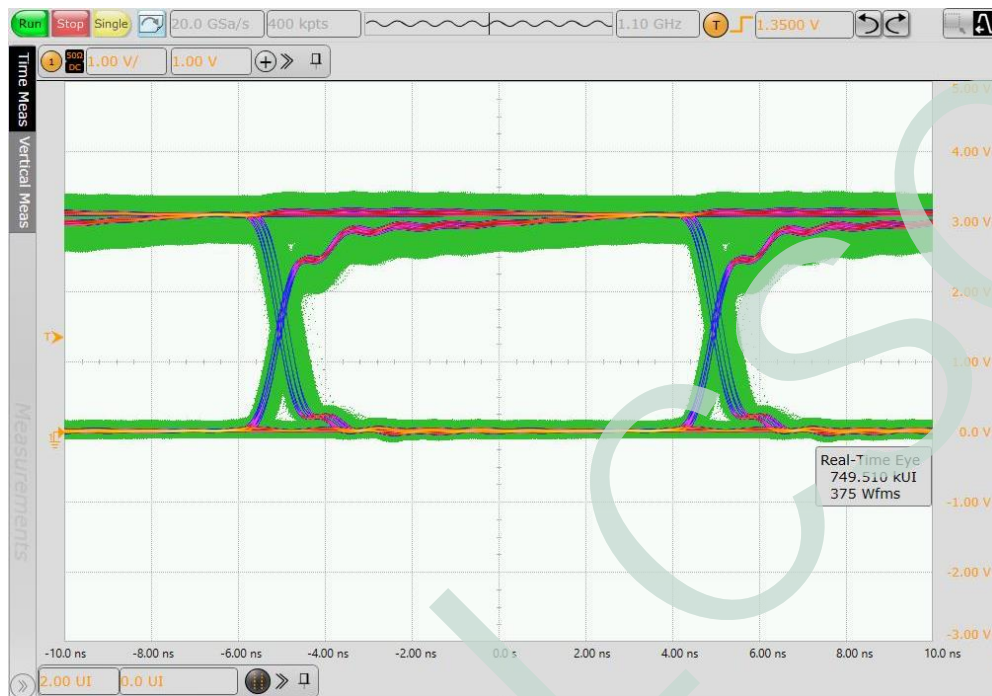 Run Stop Single 20.0 GSa/s 400 kpts 1.10 GHz T 1.3500 V
1 50Ω DC 1.00 V/ 1.00 V
Time Meas
Vertical Meas
Measurements
5.00 V
4.00 V
3.00 V
2.00 V
T
1.00 V
0.0 V
Real-Time Eye
749.510 kUI
375 Wfms
-1.00 V
-2.00 V
-3.00 V
-10.0 ns -8.00 ns -6.00 ns -4.00 ns -2.00 ns 0.0 s 2.00 ns 4.00 ns 6.00 ns 8.00 ns 10.0 ns
2.00 UI 0.0 UI